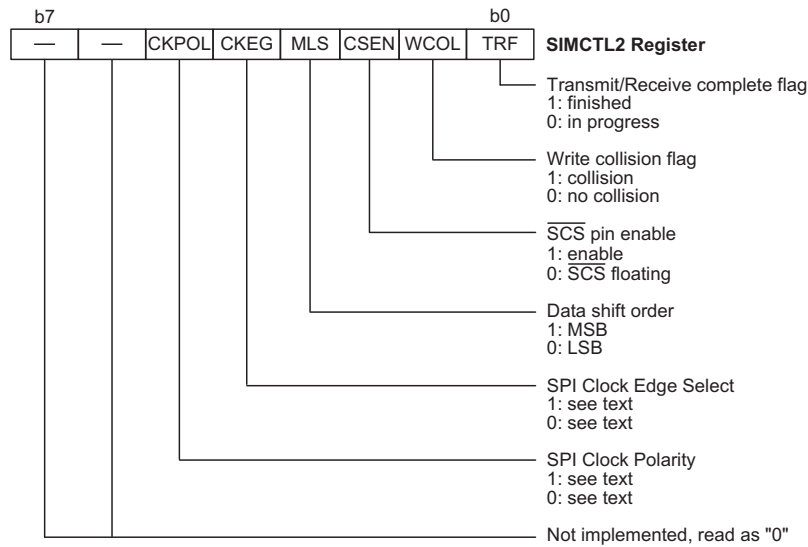 b7 b0
— — CKPOL CKEG MLS CSEN WCOL TRF SIMCTL2 Register
Transmit/Receive complete flag
1: finished
0: in progress
Write collision flag
1: collision
0: no collision
SCS pin enable
1: enable
0: SCS floating
Data shift order
1: MSB
0: LSB
SPI Clock Edge Select
1: see text
0: see text
SPI Clock Polarity
1: see text
0: see text
Not implemented, read as "0"